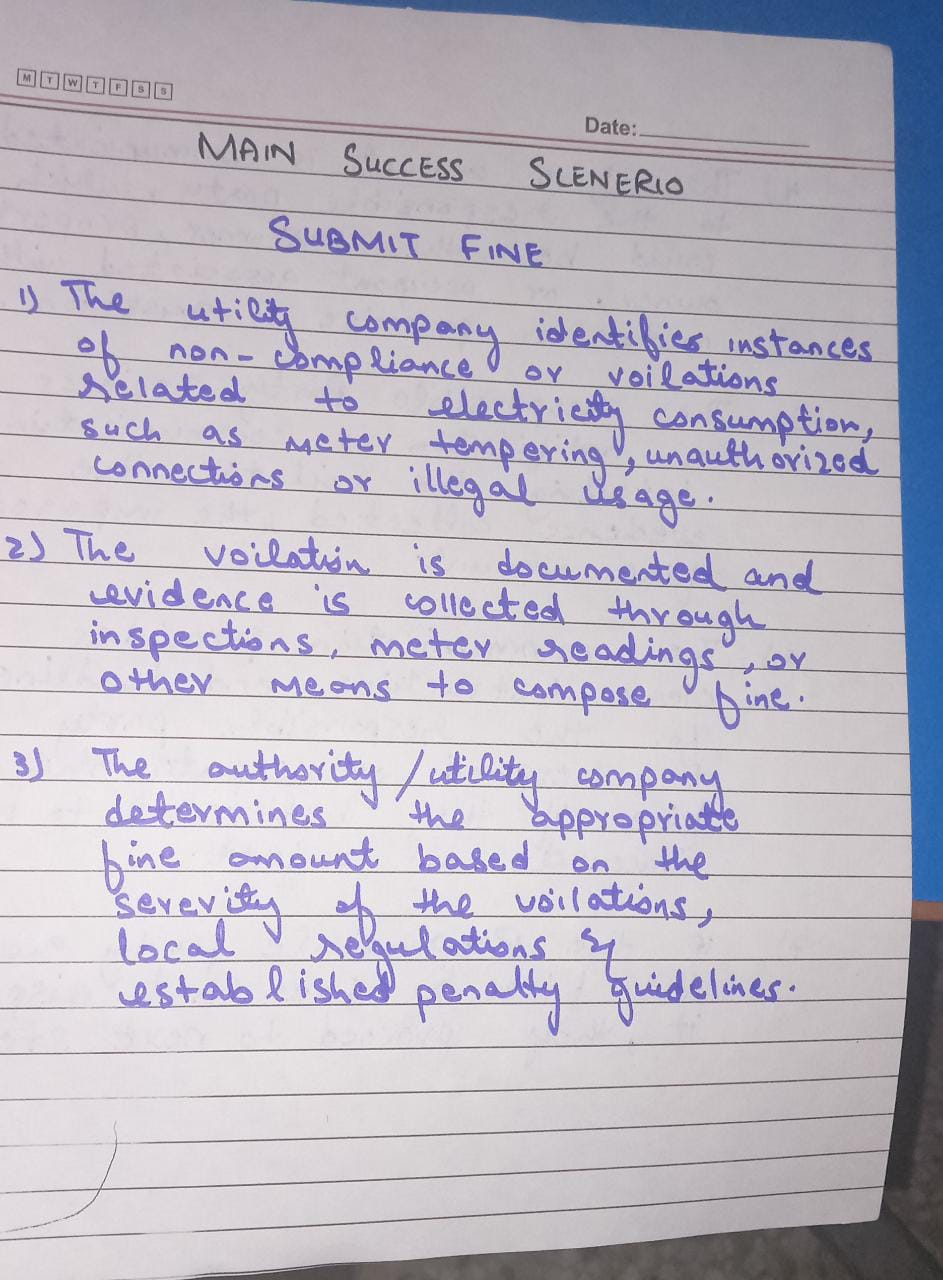 M T W T F S S
Date:
MAIN SUCCESS SCENERIO
SUBMIT FINE
1) The utility company identifies instances
of non-compliance or voilations
related to electricity consumption,
such as meter tempering, unauthorized
connections or illegal usage.
2) The voilation is documented and
evidence is collected through
inspections, meter readings, or
other means to compose fine.
3) The authority/utility company
determines the appropriate
fine amount based on the
severity of the voilations,
local regulations &
established penalty guidelines.